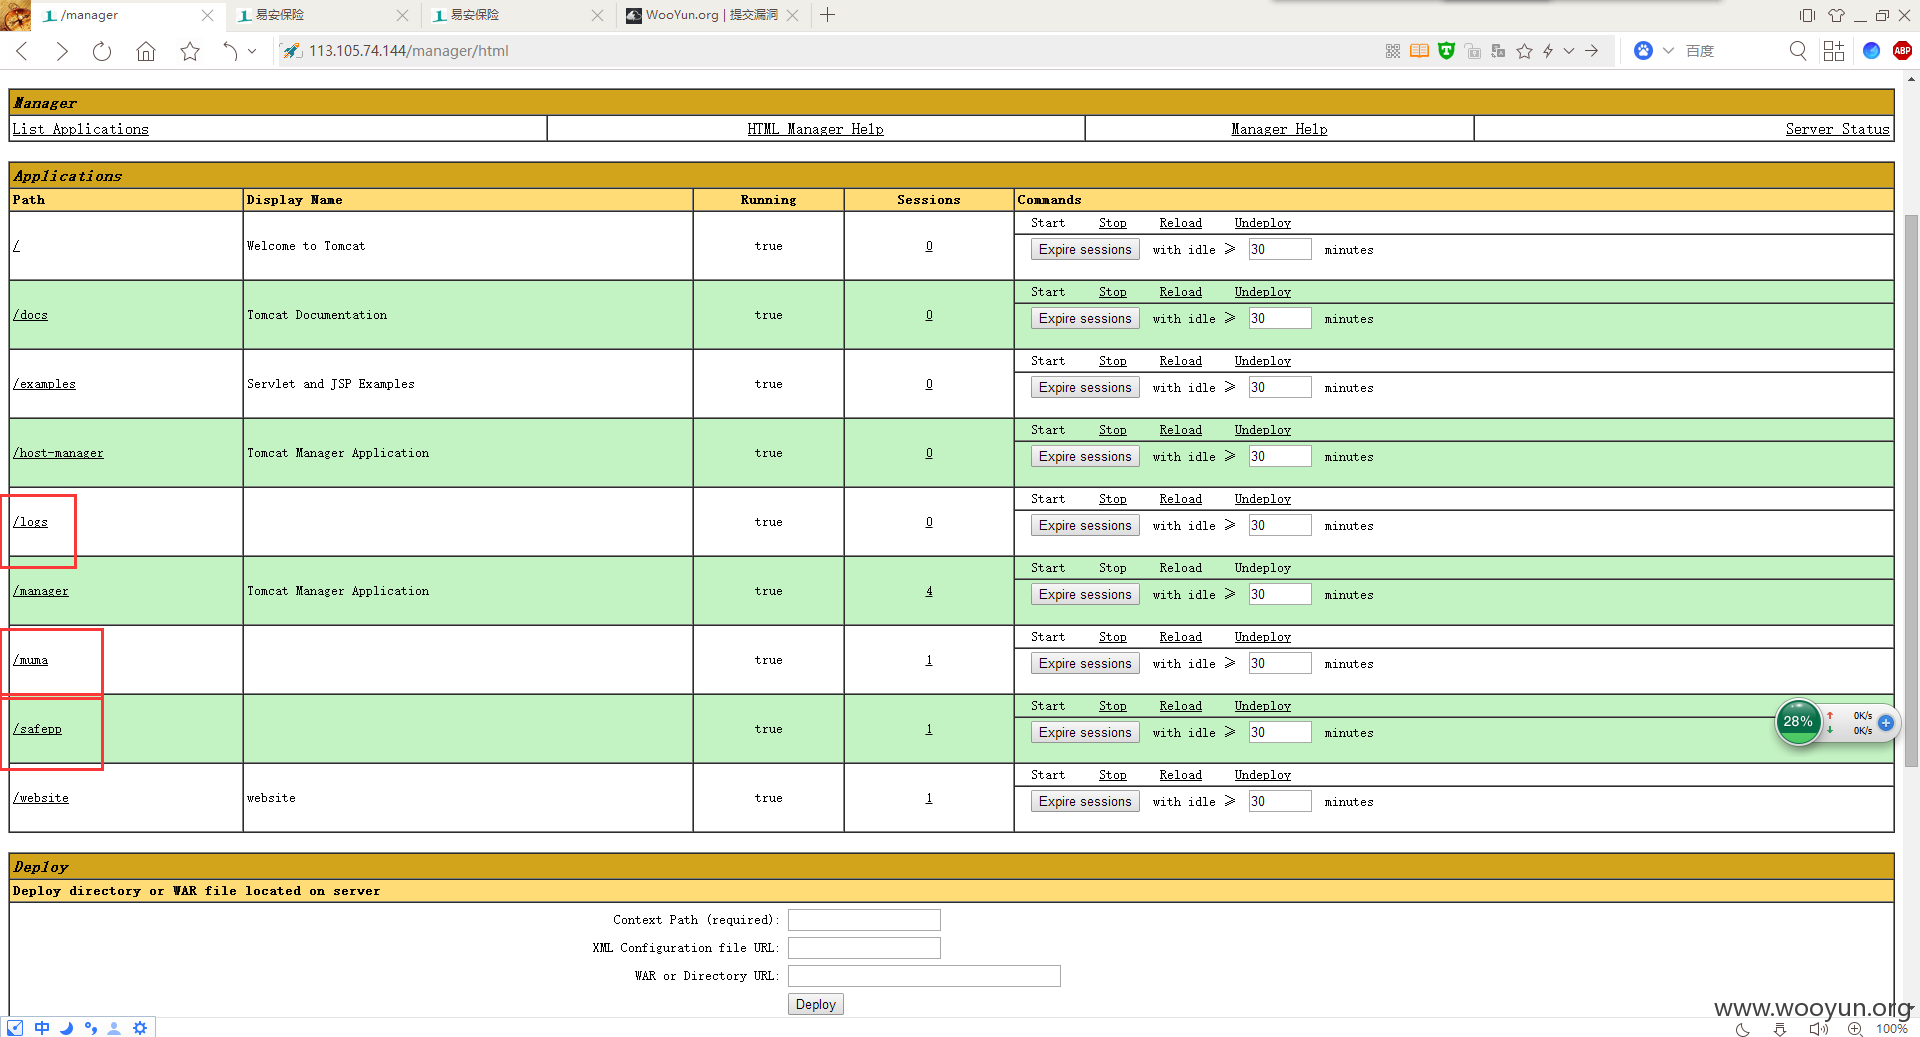 /manager
易安保险
易安保险
WooYun.org | 提交漏洞
113.105.74.144/manager/html
百度
ABP
Manager
List Applications HTML Manager Help Manager Help Server Status
Applications
Path Display Name Running Sessions Commands
/ Welcome to Tomcat true 0 Start Stop Reload Undeploy
Expire sessions with idle ≥ 30 minutes
/docs Tomcat Documentation true 0 Start Stop Reload Undeploy
Expire sessions with idle ≥ 30 minutes
/examples Servlet and JSP Examples true 0 Start Stop Reload Undeploy
Expire sessions with idle ≥ 30 minutes
/host-manager Tomcat Manager Application true 0 Start Stop Reload Undeploy
Expire sessions with idle ≥ 30 minutes
/logs true 0 Start Stop Reload Undeploy
Expire sessions with idle ≥ 30 minutes
/manager Tomcat Manager Application true 4 Start Stop Reload Undeploy
Expire sessions with idle ≥ 30 minutes
/muma true 1 Start Stop Reload Undeploy
Expire sessions with idle ≥ 30 minutes
/safepp true 1 Start Stop Reload Undeploy
Expire sessions with idle ≥ 30 minutes
28% 0K/s
0K/s
/website website true 1 Start Stop Reload Undeploy
Expire sessions with idle ≥ 30 minutes
Deploy
Deploy directory or WAR file located on server
Context Path (required):
XML Configuration file URL:
WAR or Directory URL:
Deploy
www.wooyun.org
中
100%